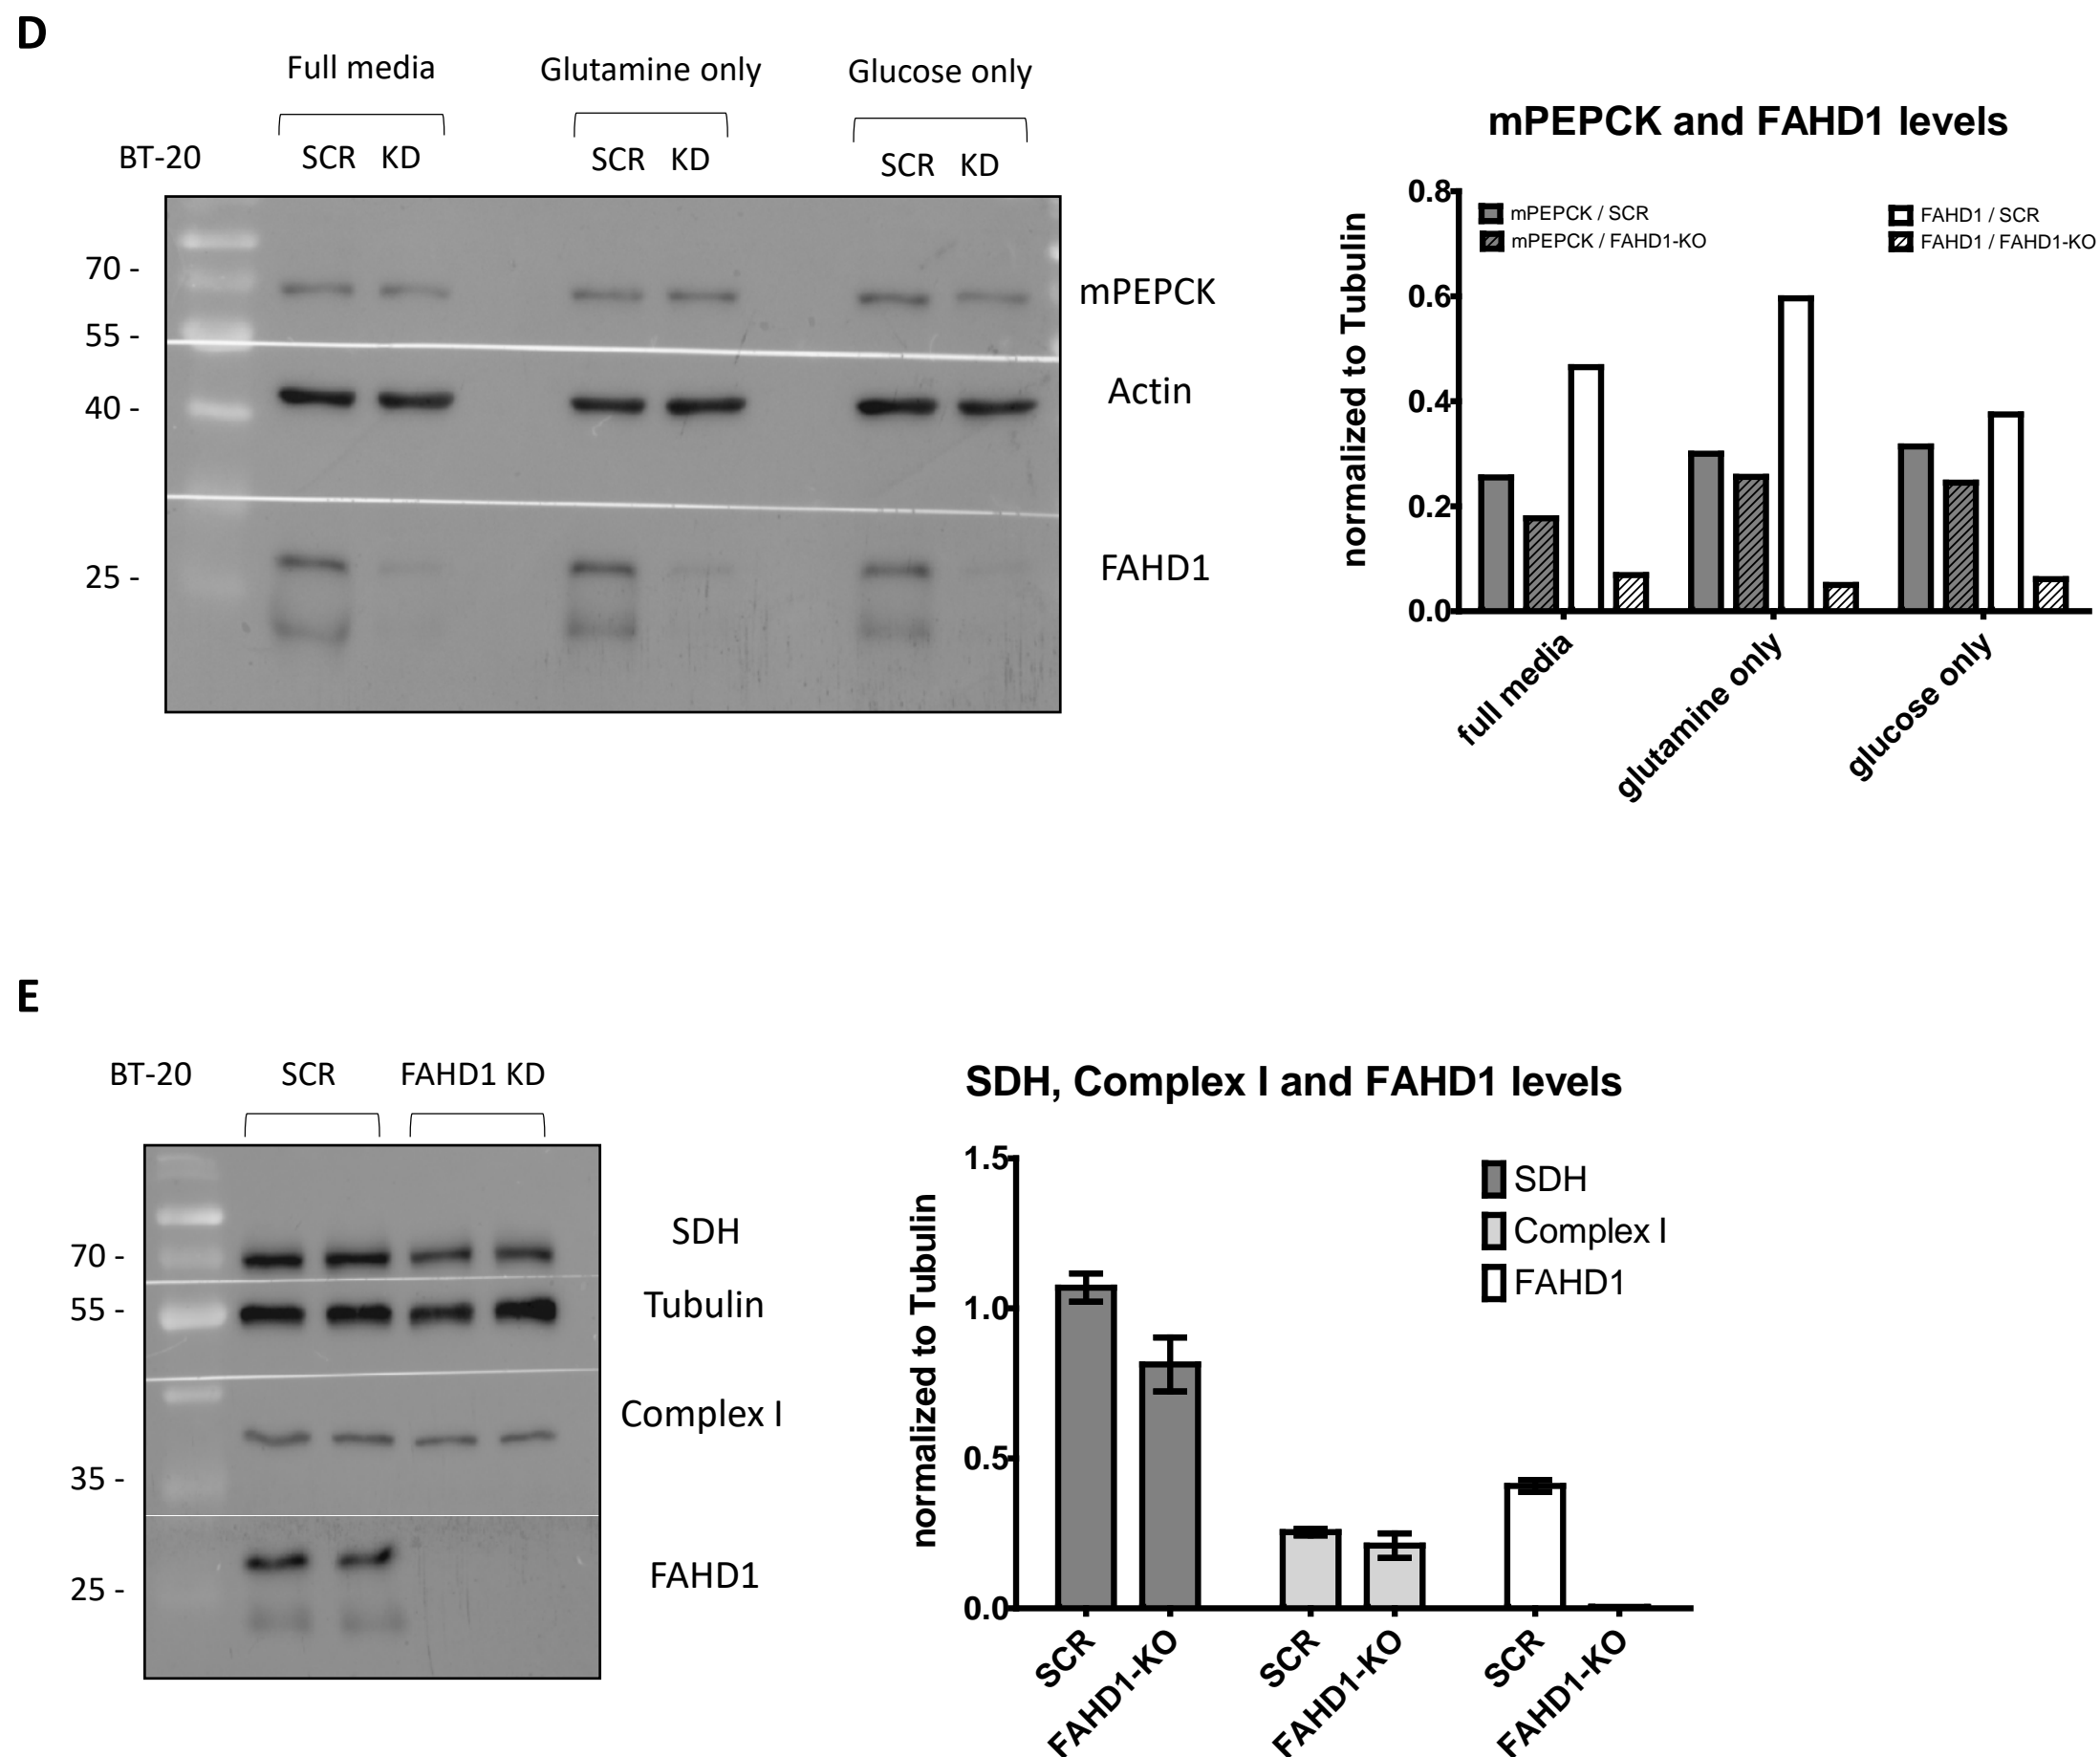 D
Full media Glutamine only Glucose only
BT-20 SCR KD SCR KD SCR KD
70 -
55 -
40 -
25 -
mPEPCK
Actin
FAHD1
mPEPCK and FAHD1 levels
normalized to Tubulin
0.8
0.6
0.4
0.2
0.0
mPEPCK / SCR
mPEPCK / FAHD1-KO
FAHD1 / SCR
FAHD1 / FAHD1-KO
full media
glutamine only
glucose only
E
BT-20 SCR FAHD1 KD
70 -
55 -
35 -
25 -
SDH
Tubulin
Complex I
FAHD1
SDH, Complex I and FAHD1 levels
normalized to Tubulin
1.5
1.0
0.5
0.0
SDH
Complex I
FAHD1
SCR
FAHD1-KO
SCR
FAHD1-KO
SCR
FAHD1-KO